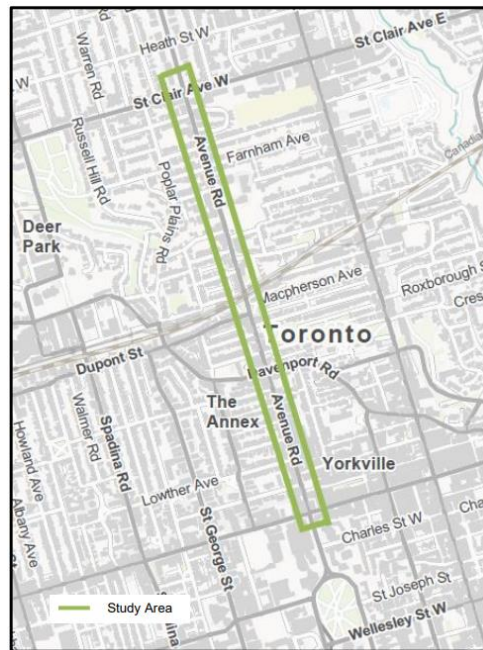 Heath St W
Warren Rd
St Clair Ave E
W
St Clair Ave W
Russell Hill Rd
Avenue Rd
Farnham Ave
Poplar Plains Rd
Deer
Park
Macpherson Ave
Roxborough S
Cres
Toronto
Dupont St
Davenport Rd
The
Annex
Avenue Rd
Walmer Rd
Spadina Rd
Howland Ave
Yorkville
Lowther Ave
Albany Ave
St George St
Charles St W
Cha
St Joseph St
Study Area
ina
Wellesley St W